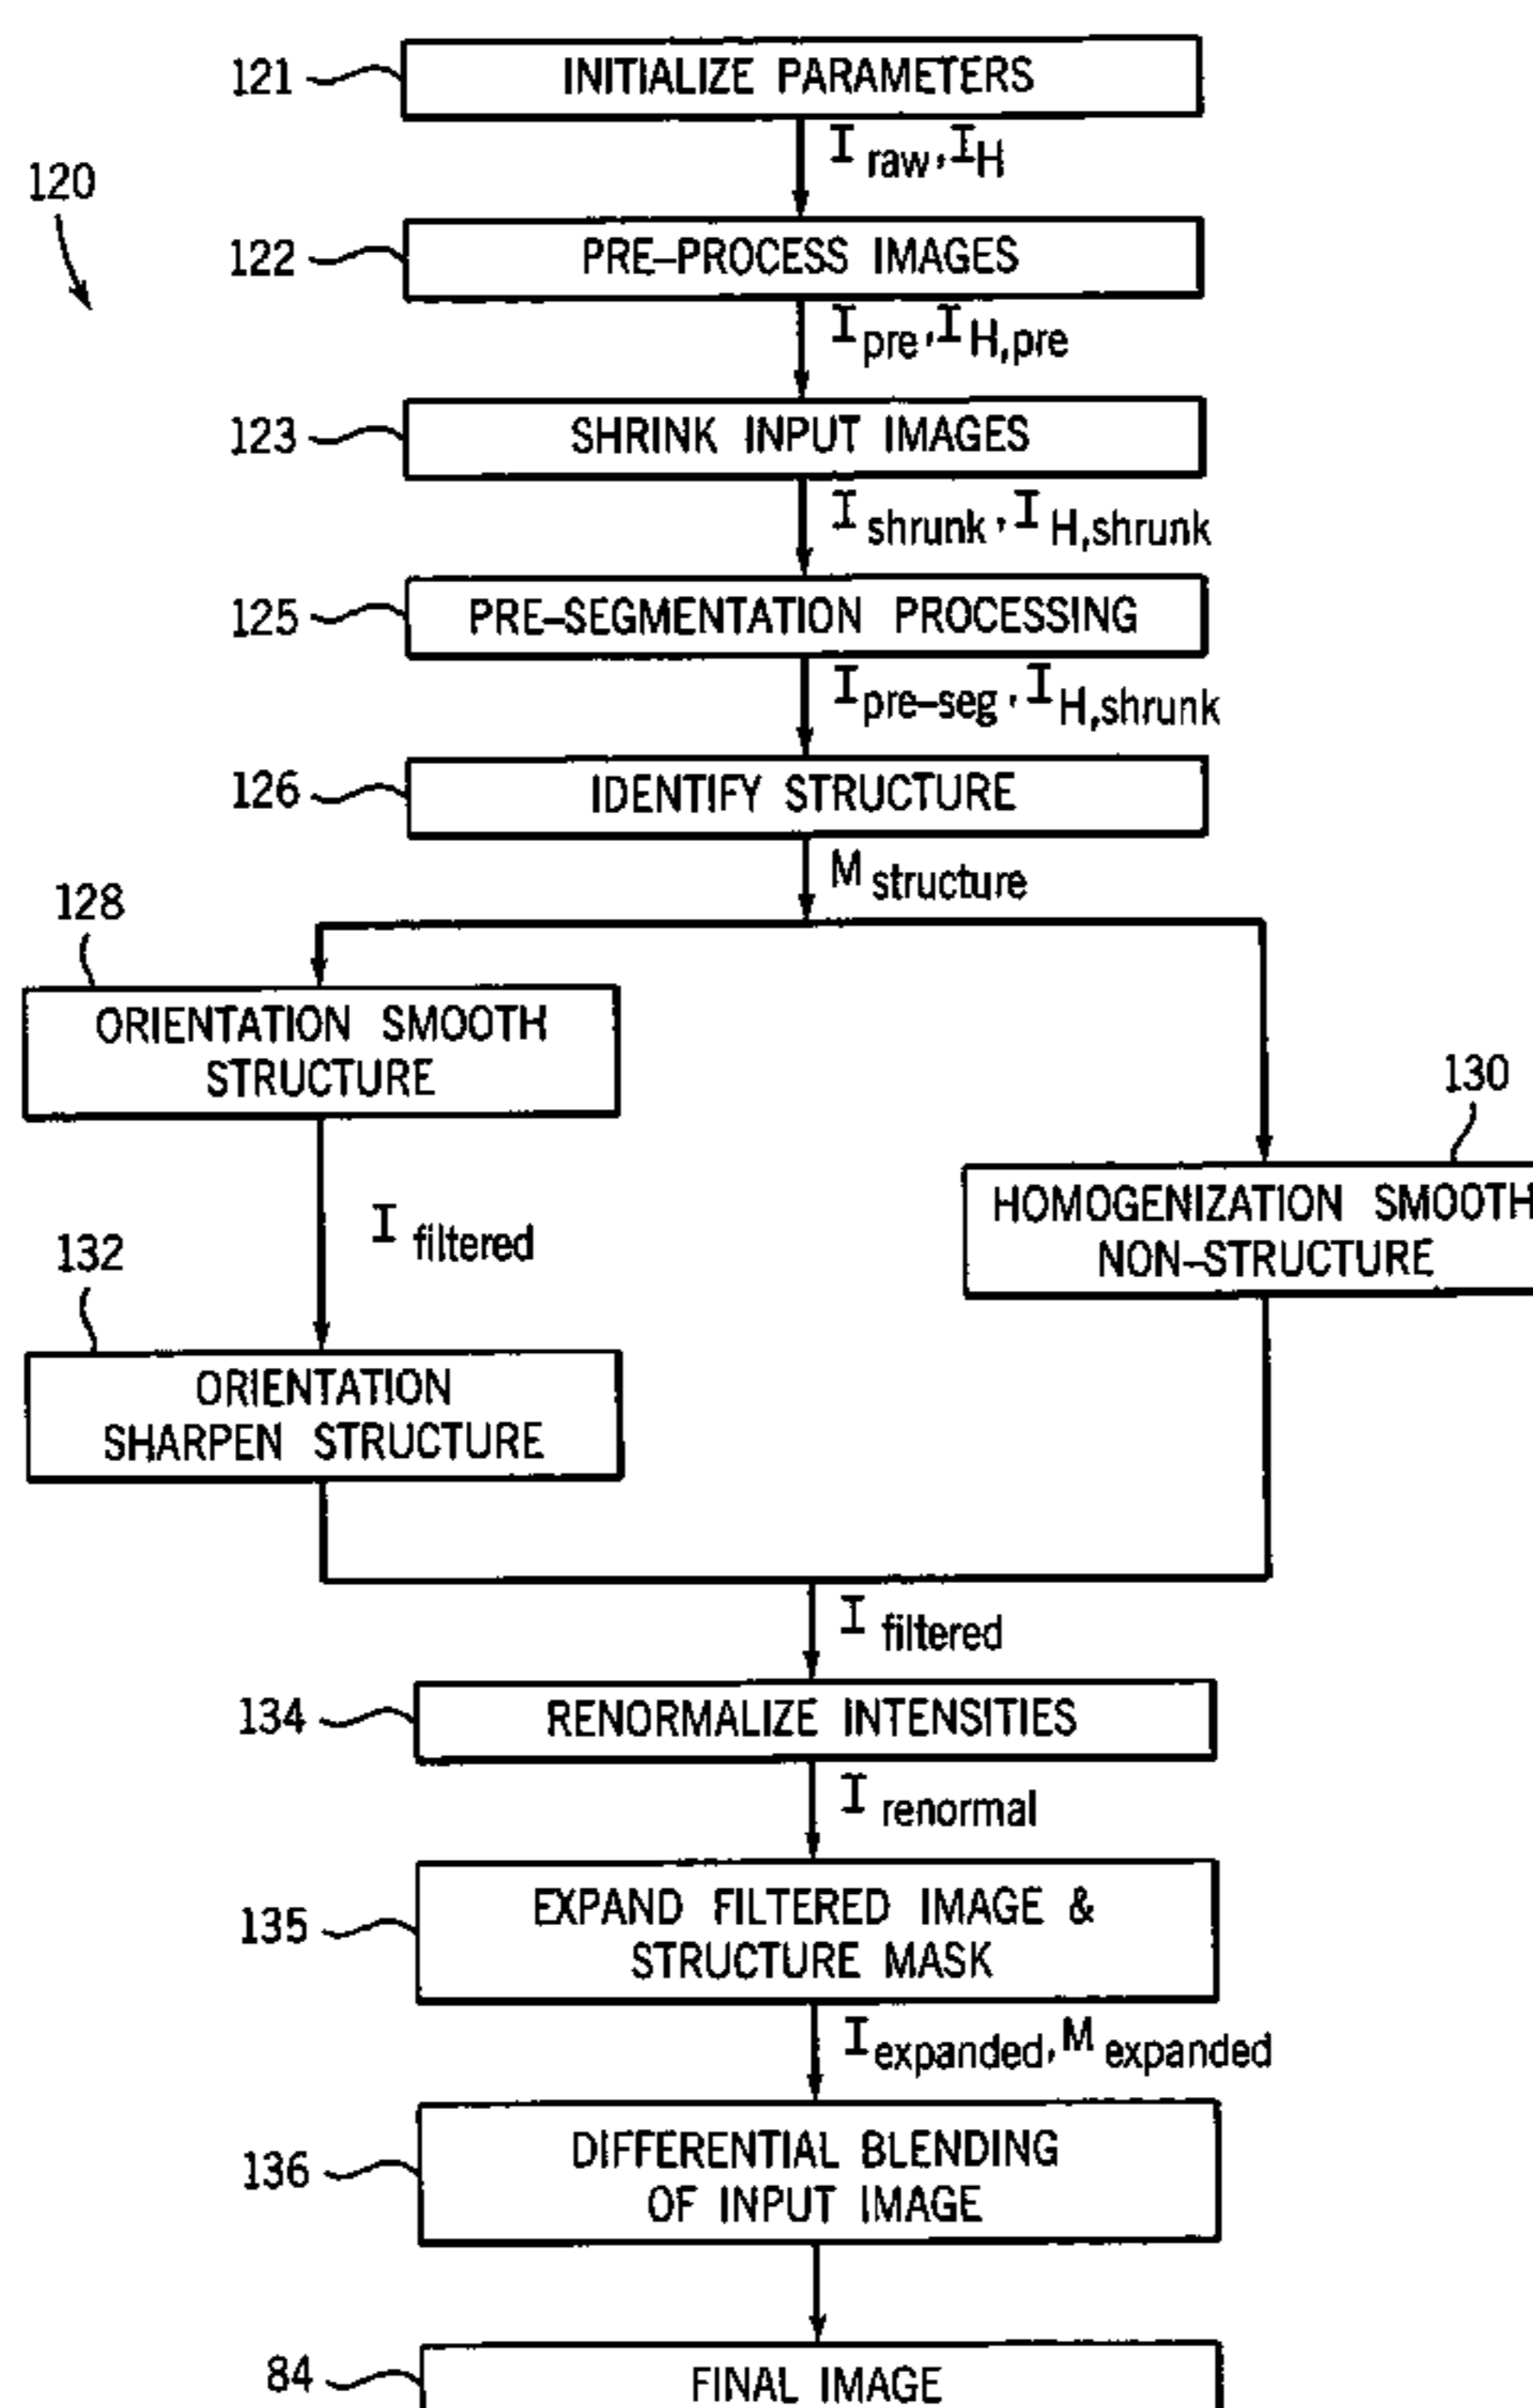 121 INITIALIZE PARAMETERS
I raw, I H
120
122 PRE-PROCESS IMAGES
I pre, I H,pre
123 SHRINK INPUT IMAGES
I shrunk, I H,shrunk
125 PRE-SEGMENTATION PROCESSING
I pre-seg, I H,shrunk
126 IDENTIFY STRUCTURE
M structure
128
ORIENTATION SMOOTH
STRUCTURE
130
HOMOGENIZATION SMOOTH
NON-STRUCTURE
I filtered
132
ORIENTATION
SHARPEN STRUCTURE
I filtered
134 RENORMALIZE INTENSITIES
I renormal
135 EXPAND FILTERED IMAGE &
STRUCTURE MASK
I expanded, M expanded
136 DIFFERENTIAL BLENDING
OF INPUT IMAGE
84 FINAL IMAGE